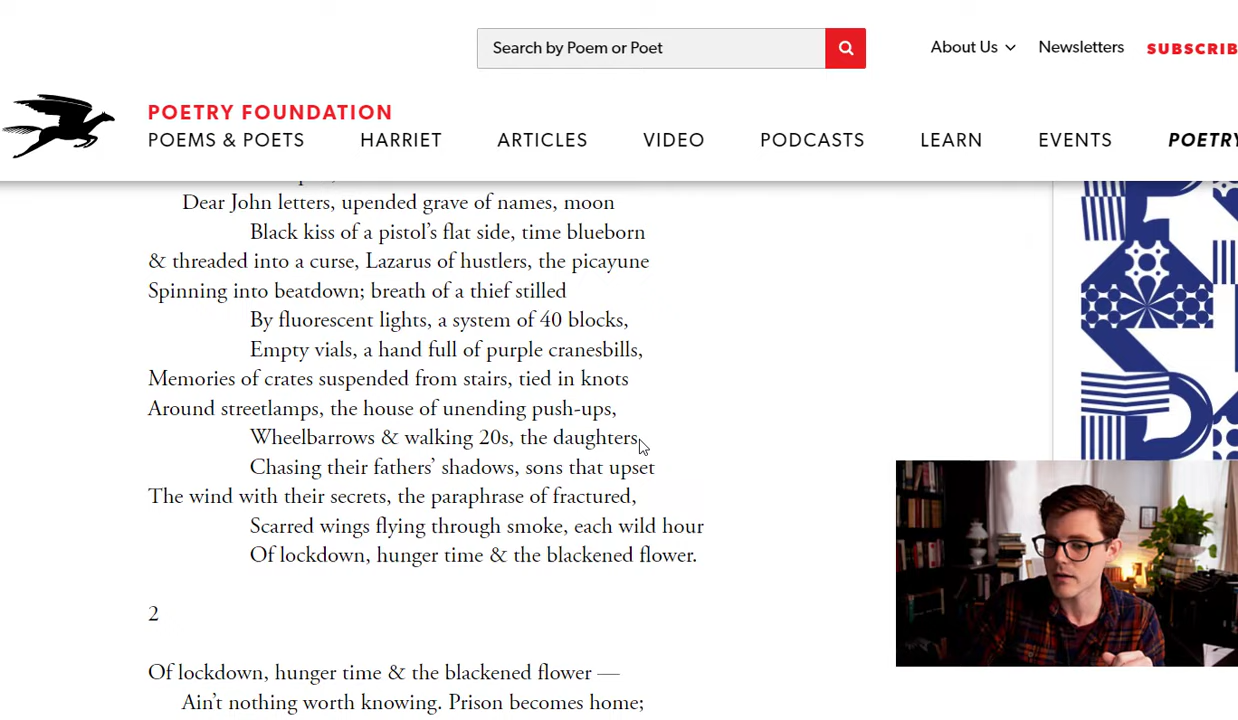 Search by Poem or Poet
About Us
Newsletters
SUBSCRIB
POETRY FOUNDATION
POEMS & POETS
HARRIET
ARTICLES
VIDEO
PODCASTS
LEARN
EVENTS
POETRY
Dear John letters, upended grave of names, moon
Black kiss of a pistol’s flat side, time blueborn
& threaded into a curse, Lazarus of hustlers, the picayune
Spinning into beatdown; breath of a thief stilled
By fluorescent lights, a system of 40 blocks,
Empty vials, a hand full of purple cranesbills,
Memories of crates suspended from stairs, tied in knots
Around streetlamps, the house of unending push-ups,
Wheelbarrows & walking 20s, the daughters
Chasing their fathers’ shadows, sons that upset
The wind with their secrets, the paraphrase of fractured,
Scarred wings flying through smoke, each wild hour
Of lockdown, hunger time & the blackened flower.
2
Of lockdown, hunger time & the blackened flower —
Ain’t nothing worth knowing. Prison becomes home;